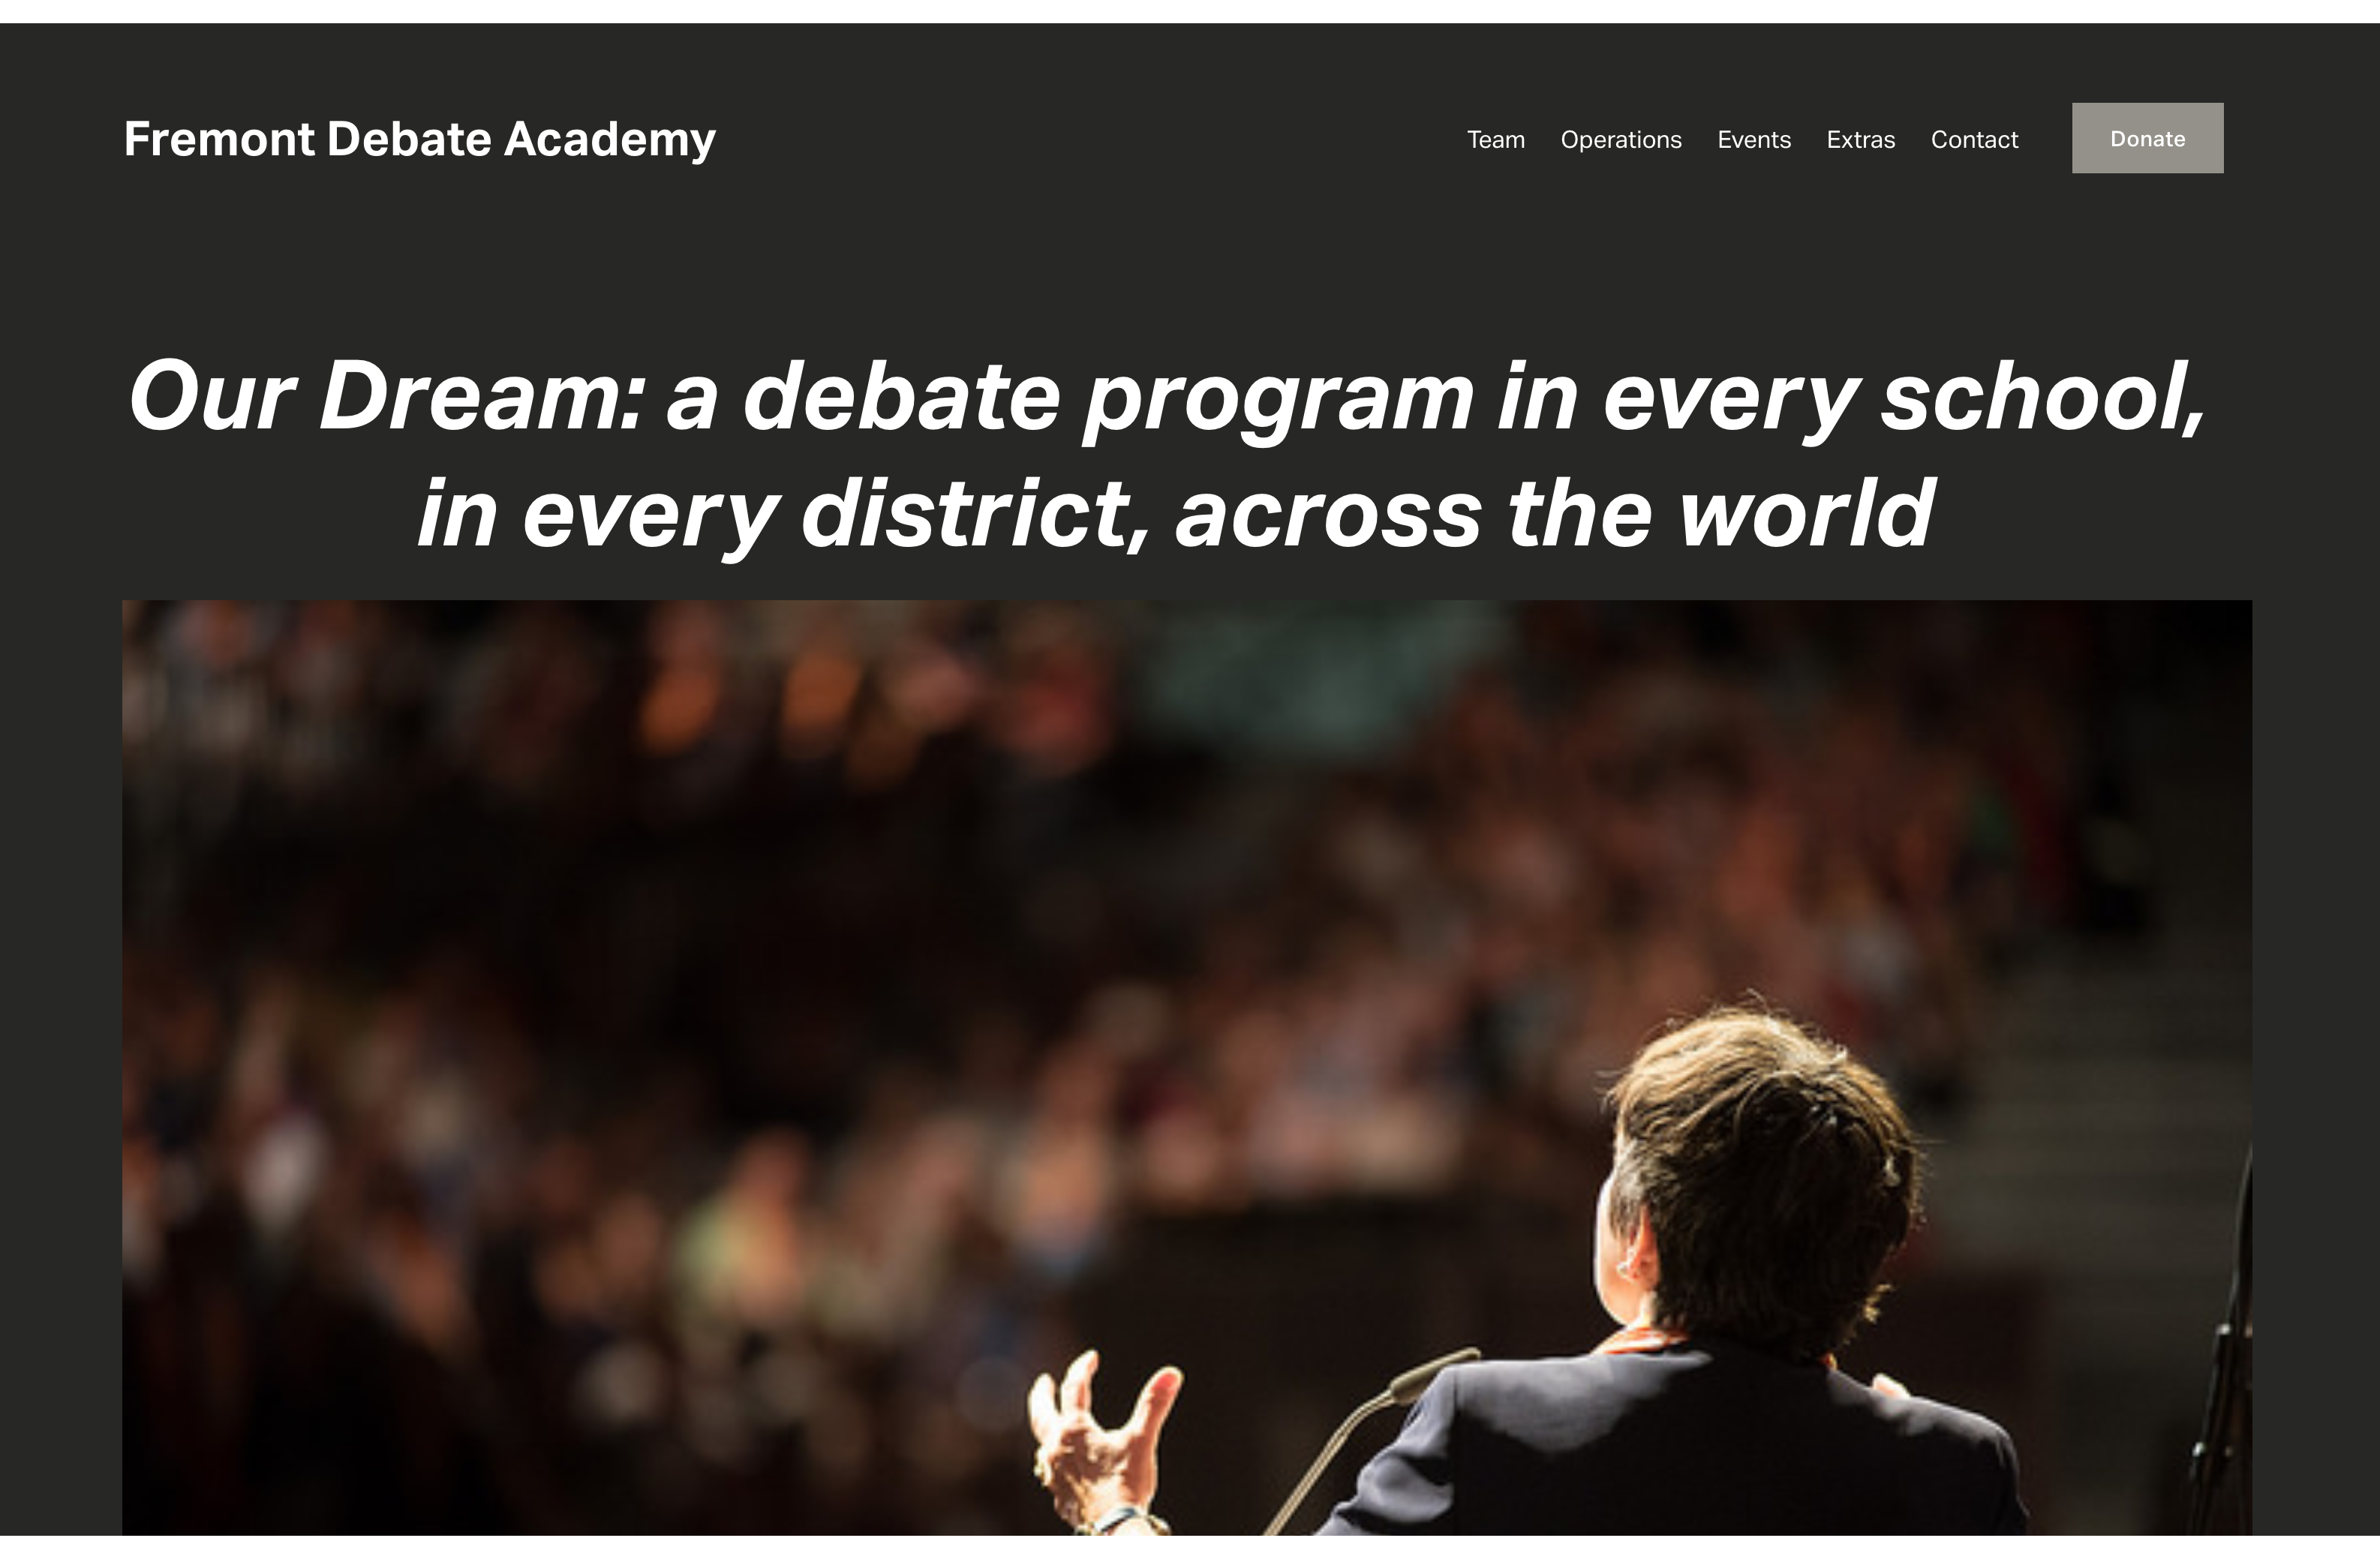 Fremont Debate Academy
Team Operations Events Extras Contact Donate
Our Dream: a debate program in every school,
in every district, across the world